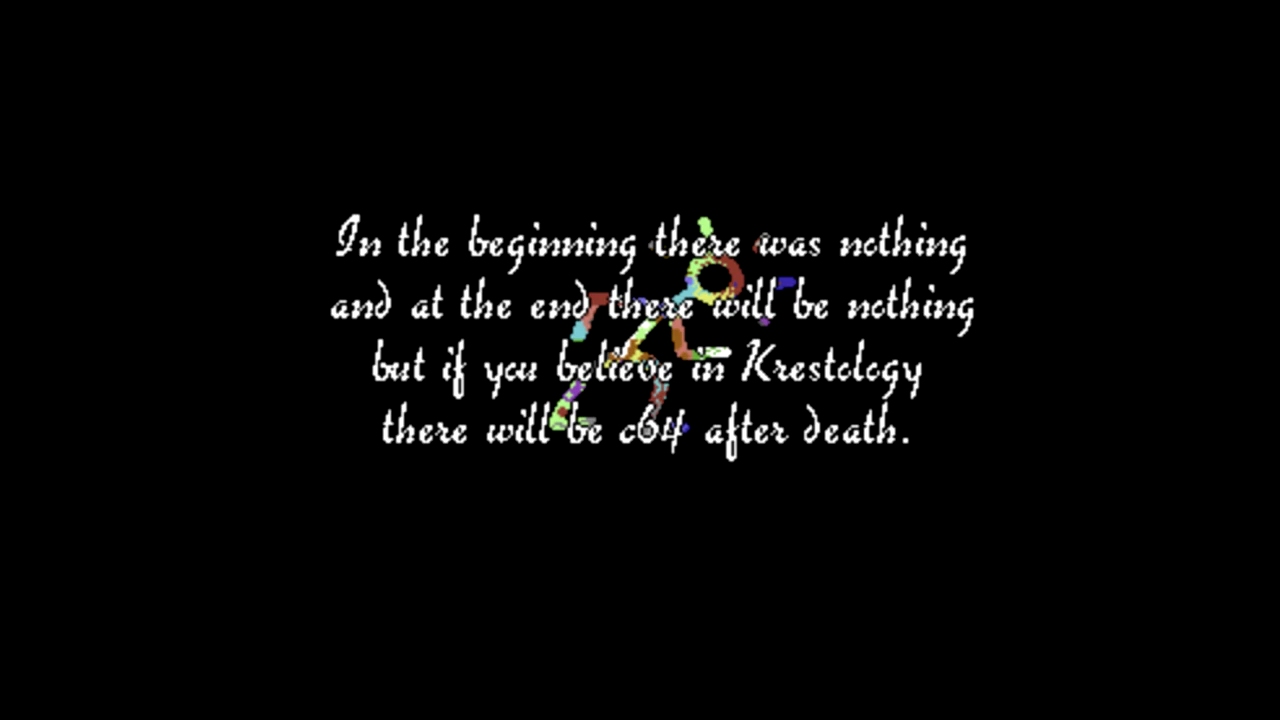 In the beginning there was nothing
and at the end there will be nothing
but if you believe in Krestology
there will be c64 after death.